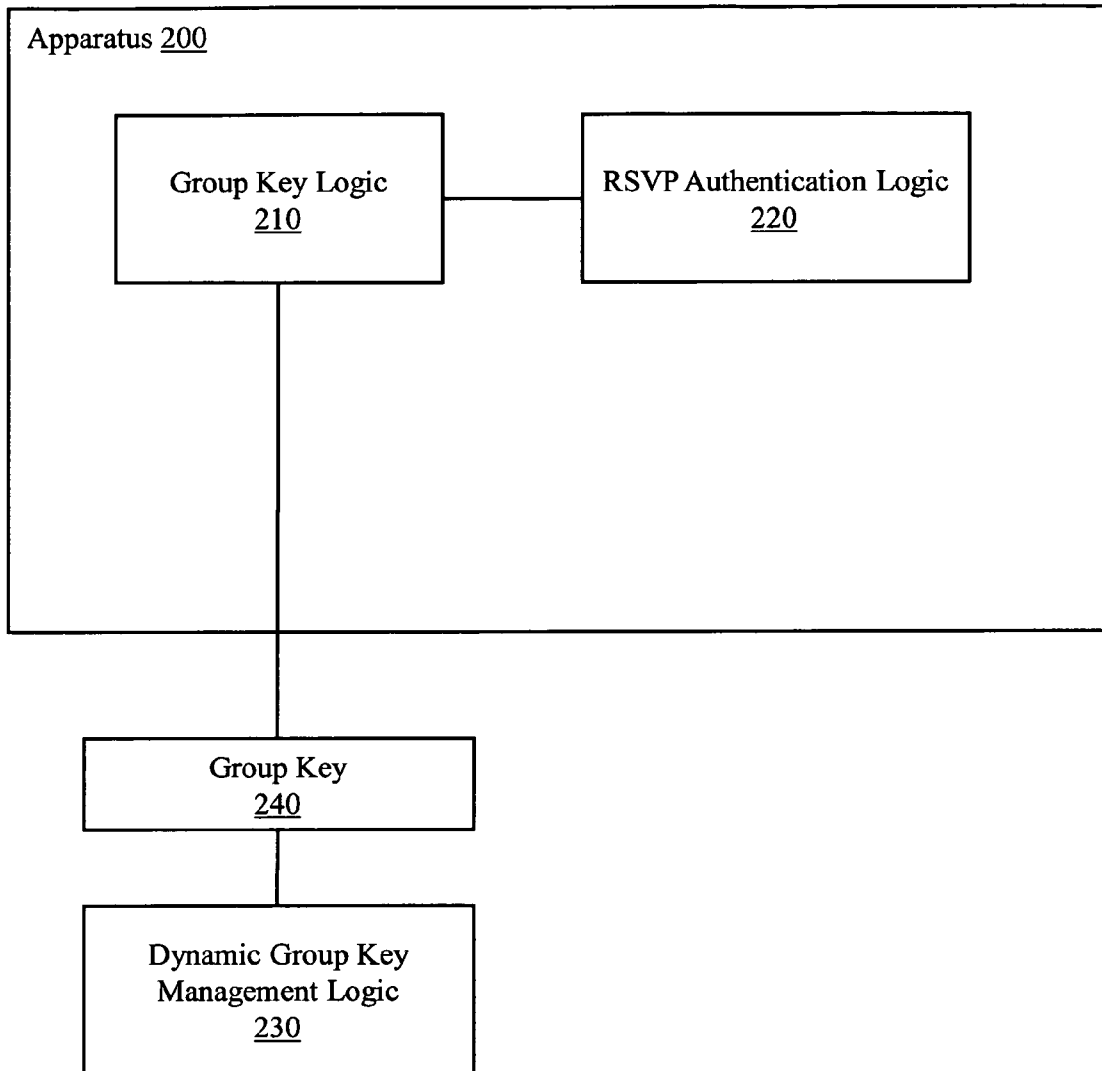 Apparatus 200
Group Key Logic
210
RSVP Authentication Logic
220
Group Key
240
Dynamic Group Key
Management Logic
230